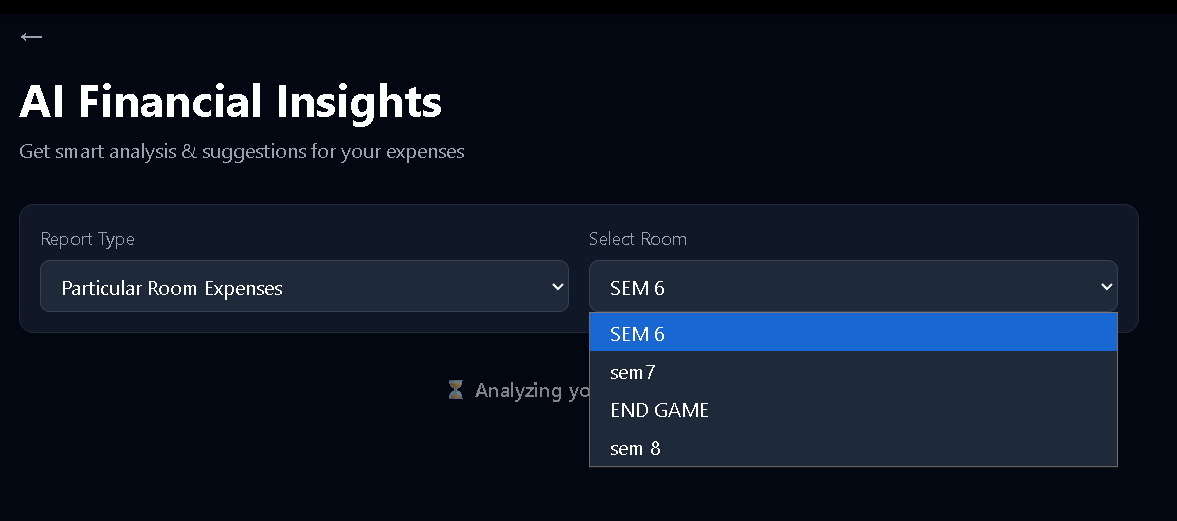 ←
AI Financial Insights
Get smart analysis & suggestions for your expenses
Report Type
Particular Room Expenses
Select Room
SEM 6
SEM 6
sem7
END GAME
sem 8
⏳ Analyzing